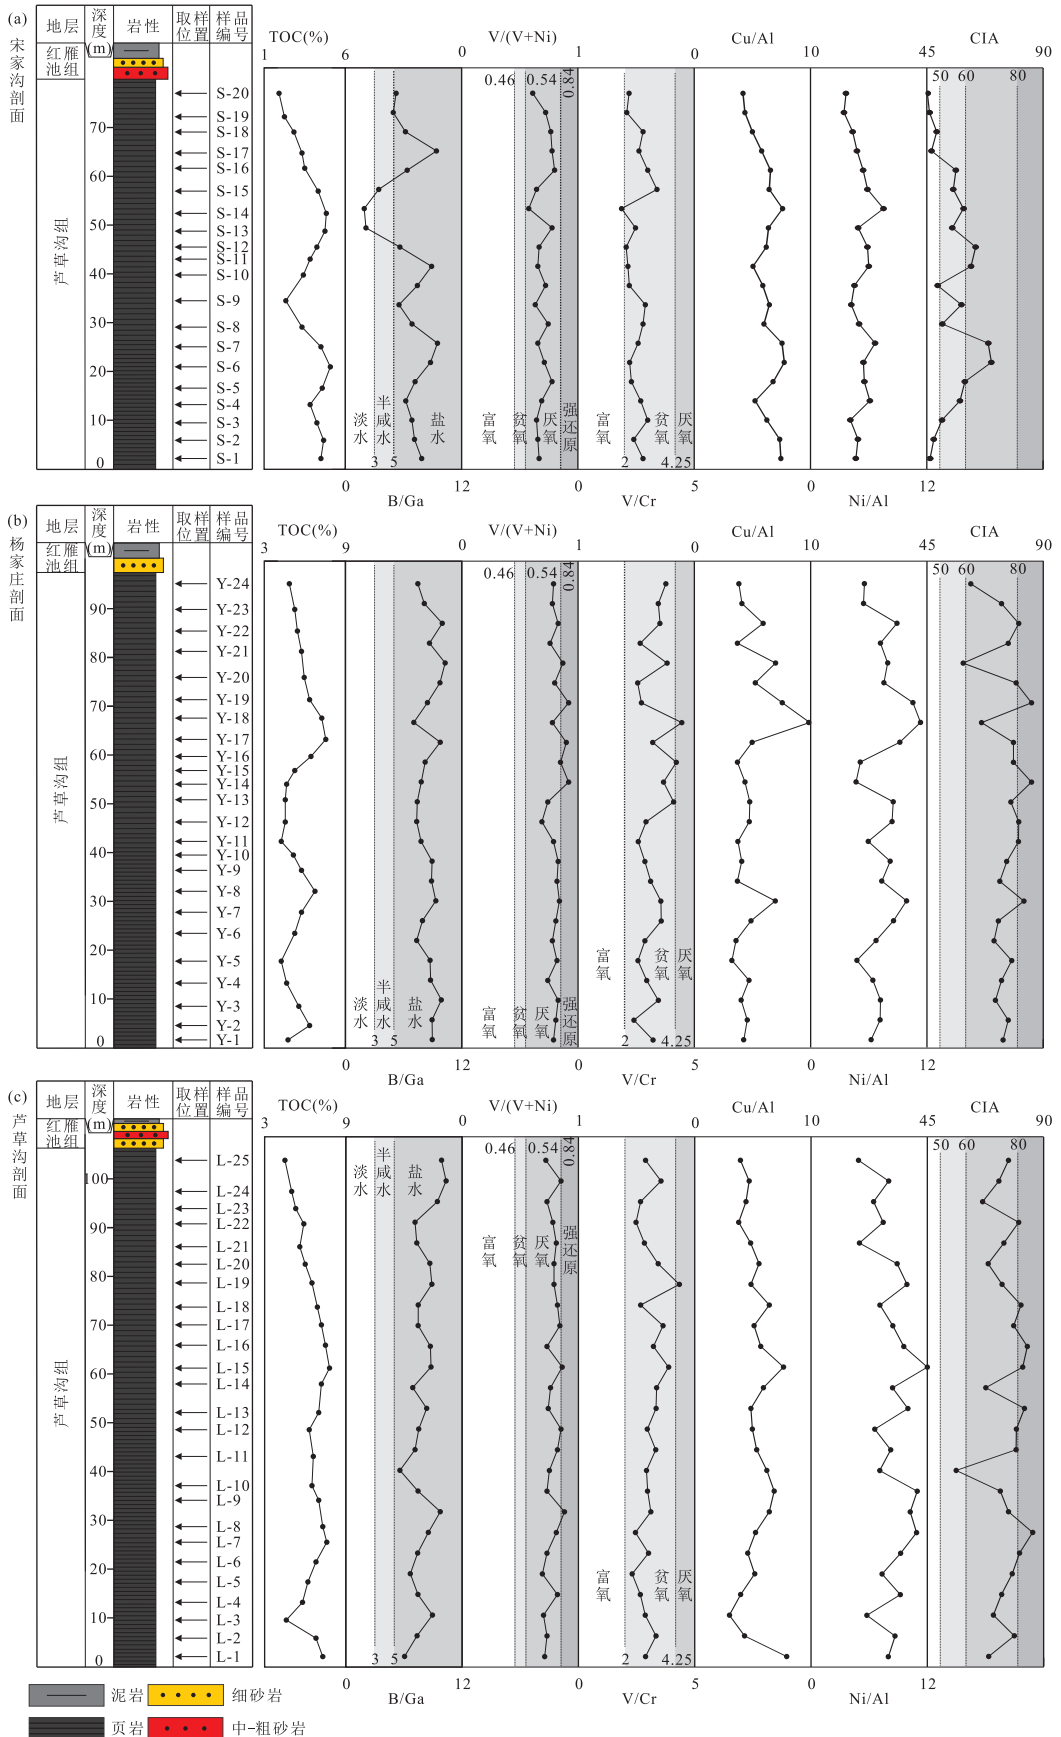 (a)
宋家沟剖面
地层 深度(m) 岩性 取样位置 样品编号
TOC(%) V/(V+Ni) Cu/Al CIA
1 6 0 1 0 10 45 90
红雁池组
0.46 0.54 0.84 50 60 80
芦草沟组
S-20
S-19
70
S-18
S-17
60
S-16
S-15
50
S-14
S-13
S-12
S-11
40
S-10
S-9
30
S-8
S-7
20
S-6
S-5
S-4
10
S-3
S-2
0
S-1
淡水 半咸水 盐水 富氧 贫氧 厌氧 强还原 富氧 贫氧 厌氧
3 5 2 4.25
0 12 0 5 0 12
B/Ga V/Cr Ni/Al
(b)
杨家庄剖面
地层 深度(m) 岩性 取样位置 样品编号
TOC(%) V/(V+Ni) Cu/Al CIA
3 9 0 1 0 10 45 90
红雁池组
0.46 0.54 0.84 50 60 80
芦草沟组
Y-24
90
Y-23
Y-22
80
Y-21
Y-20
70
Y-19
Y-18
Y-17
60
Y-16
Y-15
50
Y-14
Y-13
Y-12
40
Y-11
Y-10
Y-9
30
Y-8
Y-7
20
Y-6
Y-5
Y-4
10
Y-3
Y-2
0
Y-1
淡水 半咸水 盐水 富氧 贫氧 厌氧 强还原 富氧 贫氧 厌氧
3 5 2 4.25
0 12 0 5 0 12
B/Ga V/Cr Ni/Al
(c)
芦草沟剖面
地层 深度(m) 岩性 取样位置 样品编号
TOC(%) V/(V+Ni) Cu/Al CIA
3 9 0 1 0 10 45 90
红雁池组
0.46 0.54 0.84 50 60 80
淡水 半咸水 盐水
芦草沟组
L-25
100
L-24
L-23
90
L-22
L-21
富氧 贫氧 厌氧 强还原
80
L-20
L-19
70
L-18
L-17
L-16
60
L-15
L-14
50
L-13
L-12
40
L-11
L-10
L-9
30
L-8
L-7
20
L-6
L-5
富氧 贫氧 厌氧
10
L-4
L-3
L-2
0
L-1
3 5 2 4.25
0 12 0 5 0 12
B/Ga V/Cr Ni/Al
泥岩 细砂岩
页岩 中-粗砂岩